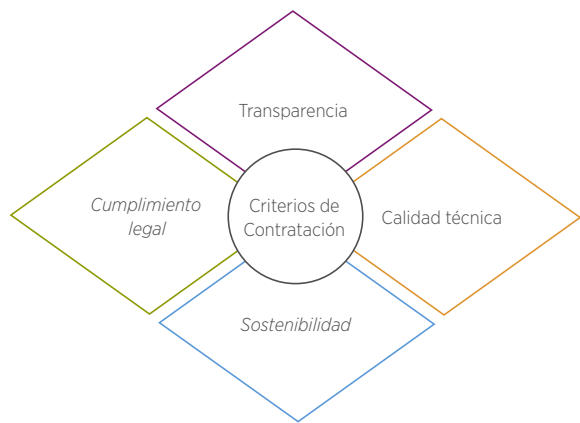 Transparencia
Cumplimiento
legal
Criterios de
Contratación
Calidad técnica
Sostenibilidad